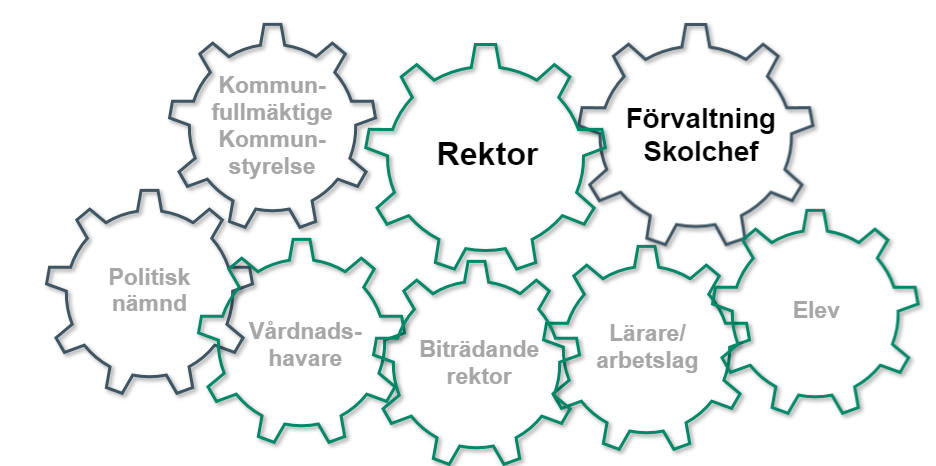 Kommun-
fullmäktige
Kommun-
styrelse
Rektor
Förvaltning
Skolchef
Politisk
nämnd
Vårdnads-
havare
Biträdande
rektor
Lärare/
arbetslag
Elev